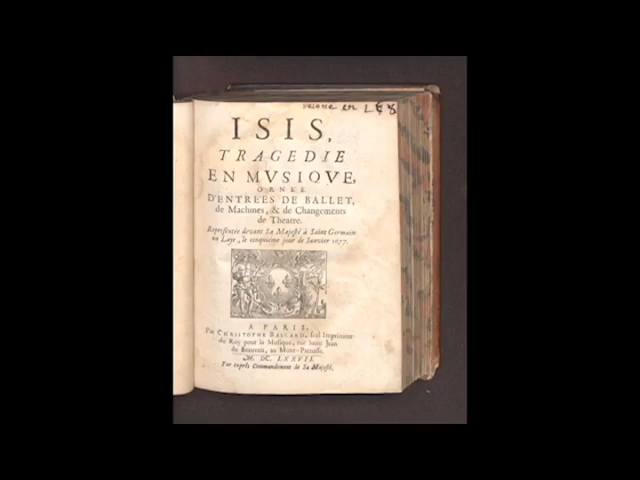 ISIS,
TRAGEDIE
EN MVSIQVE,
ORNÉE
D'ENTRÉES DE BALLET,
de Machines, & de Changements
de Theatre.
Representée devant Sa Majesté à Saint Germain
en Laye, le cinquiéme jour de Janvier 1677.
A PARIS,
Par CHRISTOPHE BALLARD, seul Imprimeur
du Roy pour la Musique, ruë Saint Jean
de Beauvais, au Mont-Parnasse.
M. DC. LXXVII.
Par exprés Commandement de Sa Majesté.